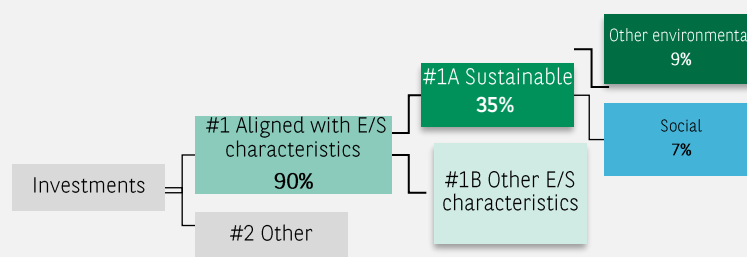 Other environmenta
9%
#1A Sustainable
35%
Social
7%
#1 Aligned with E/S
characteristics
90%
#1B Other E/S
characteristics
Investments
#2 Other